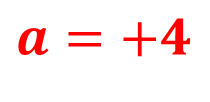 a = +4